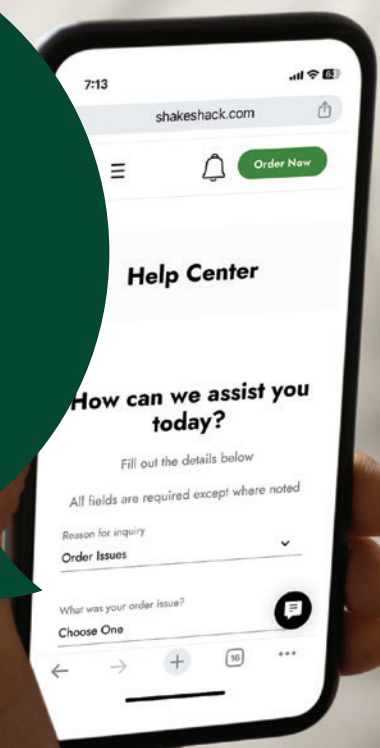 7:13
63
shakeshack.com
Order Now
Help Center
How can we assist you
today?
Fill out the details below
All fields are required except where noted
Reason for inquiry
Order Issues
What was your order issue?
Choose One
16